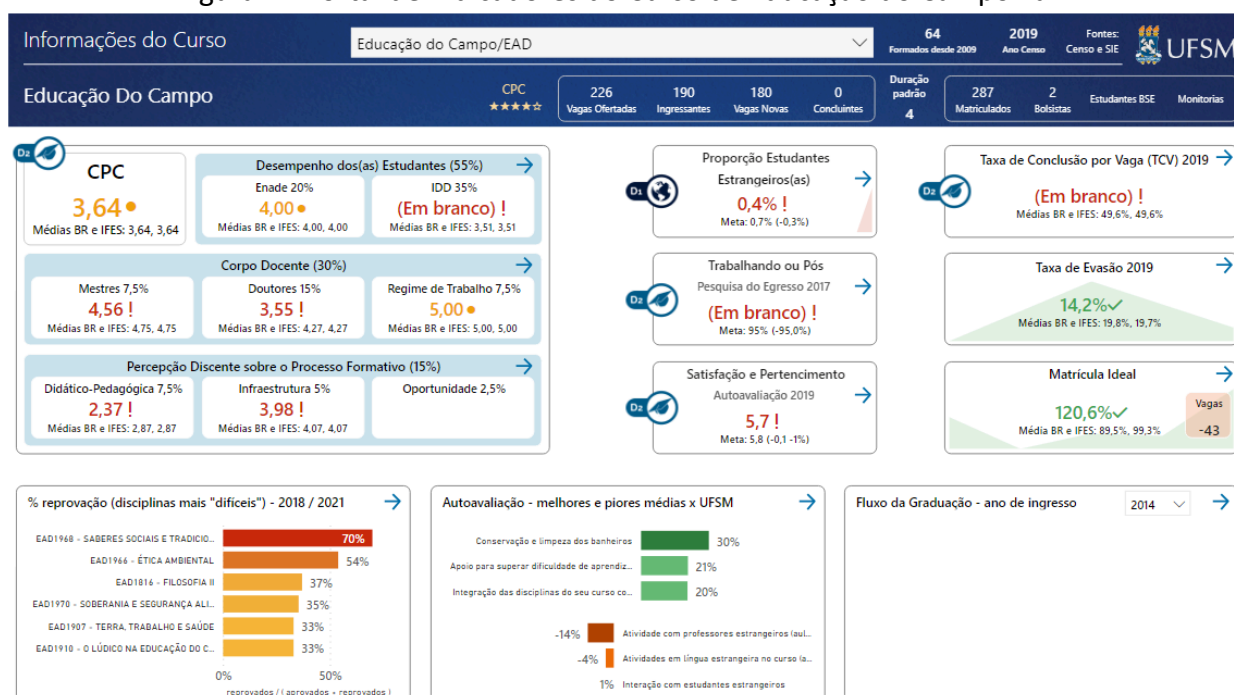 Informações do Curso
Educação do Campo/EAD
64
Formados desde 2009
2019
Ano Censo
Fontes:
Censo e SIE
UFSM
Educação Do Campo
CPC
★★★★☆
226
Vagas Ofertadas
190
Ingressantes
180
Vagas Novas
0
Concluintes
Duração
padrão
4
287
Matriculados
2
Bolsistas
Estudantes BSE
Monitorias
D2
CPC
3,64
Médias BR e IFES: 3,64, 3,64
Desempenho dos(as) Estudantes (55%)
Enade 20%
4,00
Médias BR e IFES: 4,00, 4,00
IDD 35%
(Em branco) !
Médias BR e IFES: 3,51, 3,51
Corpo Docente (30%)
Mestres 7,5%
4,56 !
Médias BR e IFES: 4,75, 4,75
Doutores 15%
3,55 !
Médias BR e IFES: 4,27, 4,27
Regime de Trabalho 7,5%
5,00
Médias BR e IFES: 5,00, 5,00
Percepção Discente sobre o Processo Formativo (15%)
Didático-Pedagógica 7,5%
2,37 !
Médias BR e IFES: 2,87, 2,87
Infraestrutura 5%
3,98 !
Médias BR e IFES: 4,07, 4,07
Oportunidade 2,5%
D1
Proporção Estudantes
Estrangeiros(as)
0,4% !
Meta: 0,7% (-0,3%)
D2
Trabalhando ou Pós
Pesquisa do Egresso 2017
(Em branco) !
Meta: 95% (-95,0%)
D2
Satisfação e Pertencimento
Autoavaliação 2019
5,7 !
Meta: 5,8 (-0,1 -1%)
D2
Taxa de Conclusão por Vaga (TCV) 2019
(Em branco) !
Médias BR e IFES: 49,6%, 49,6%
Taxa de Evasão 2019
14,2%
Médias BR e IFES: 19,8%, 19,7%
Matrícula Ideal
120,6%
Média BR e IFES: 89,5%, 99,3%
Vagas
-43
% reprovação (disciplinas mais "difíceis") - 2018 / 2021
EAD1968 - SABERES SOCIAIS E TRADICIO...
70%
EAD1966 - ÉTICA AMBIENTAL
54%
EAD1816 - FILOSOFIA II
37%
EAD1970 - SOBERANIA E SEGURANÇA ALI...
35%
EAD1907 - TERRA, TRABALHO E SAÚDE
33%
EAD1910 - O LÚDICO NA EDUCAÇÃO DO C...
33%
0%
50%
reprovados / ( aprovados + reprovados )
Autoavaliação - melhores e piores médias x UFSM
Conservação e limpeza dos banheiros
30%
Apoio para superar dificuldade de aprendiz...
21%
Integração das disciplinas do seu curso co...
20%
-14%
Atividade com professores estrangeiros (aul...
-4%
Atividades em língua estrangeira no curso (a...
1%
Interação com estudantes estrangeiros
Fluxo da Graduação - ano de ingresso
2014